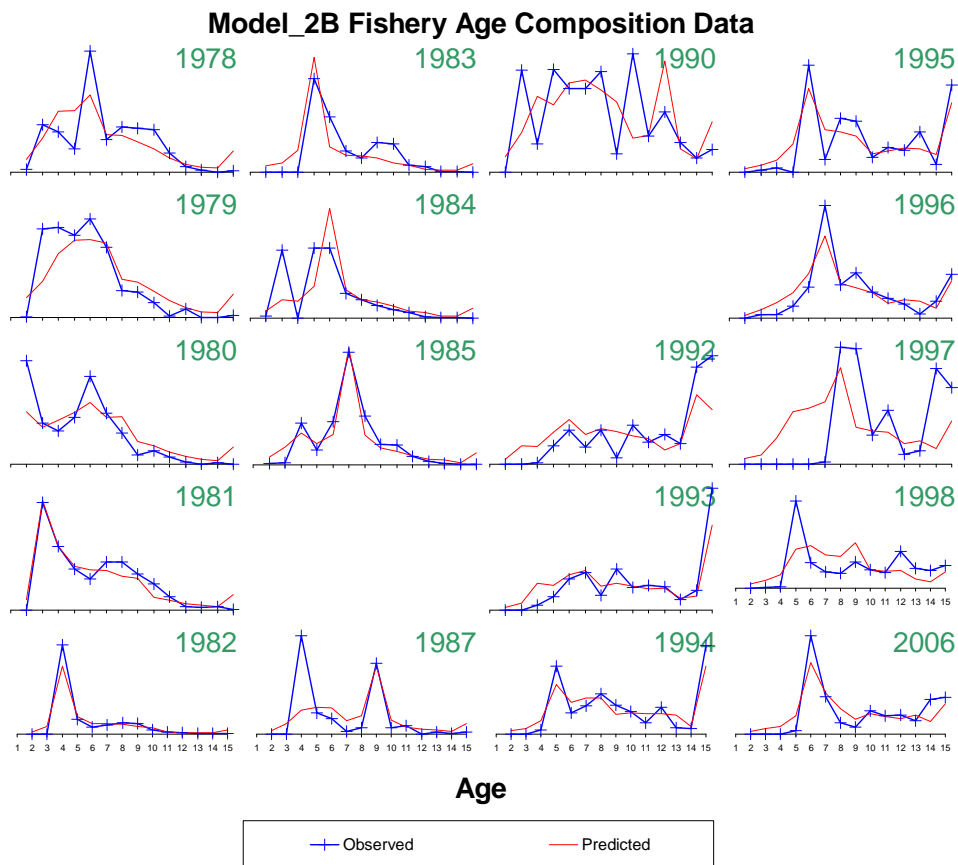 Model_2B Fishery Age Composition Data
1978 1983 1990 1995
1979 1984 1996
1980 1985 1992 1997
1981 1993 1998
1 2 3 4 5 6 7 8 9 10 11 12 13 14 15
1982 1987 1994 2006
1 2 3 4 5 6 7 8 9 10 11 12 13 14 15 1 2 3 4 5 6 7 8 9 10 11 12 13 14 15 1 2 3 4 5 6 7 8 9 10 11 12 13 14 15 1 2 3 4 5 6 7 8 9 10 11 12 13 14 15
Age
Observed Predicted